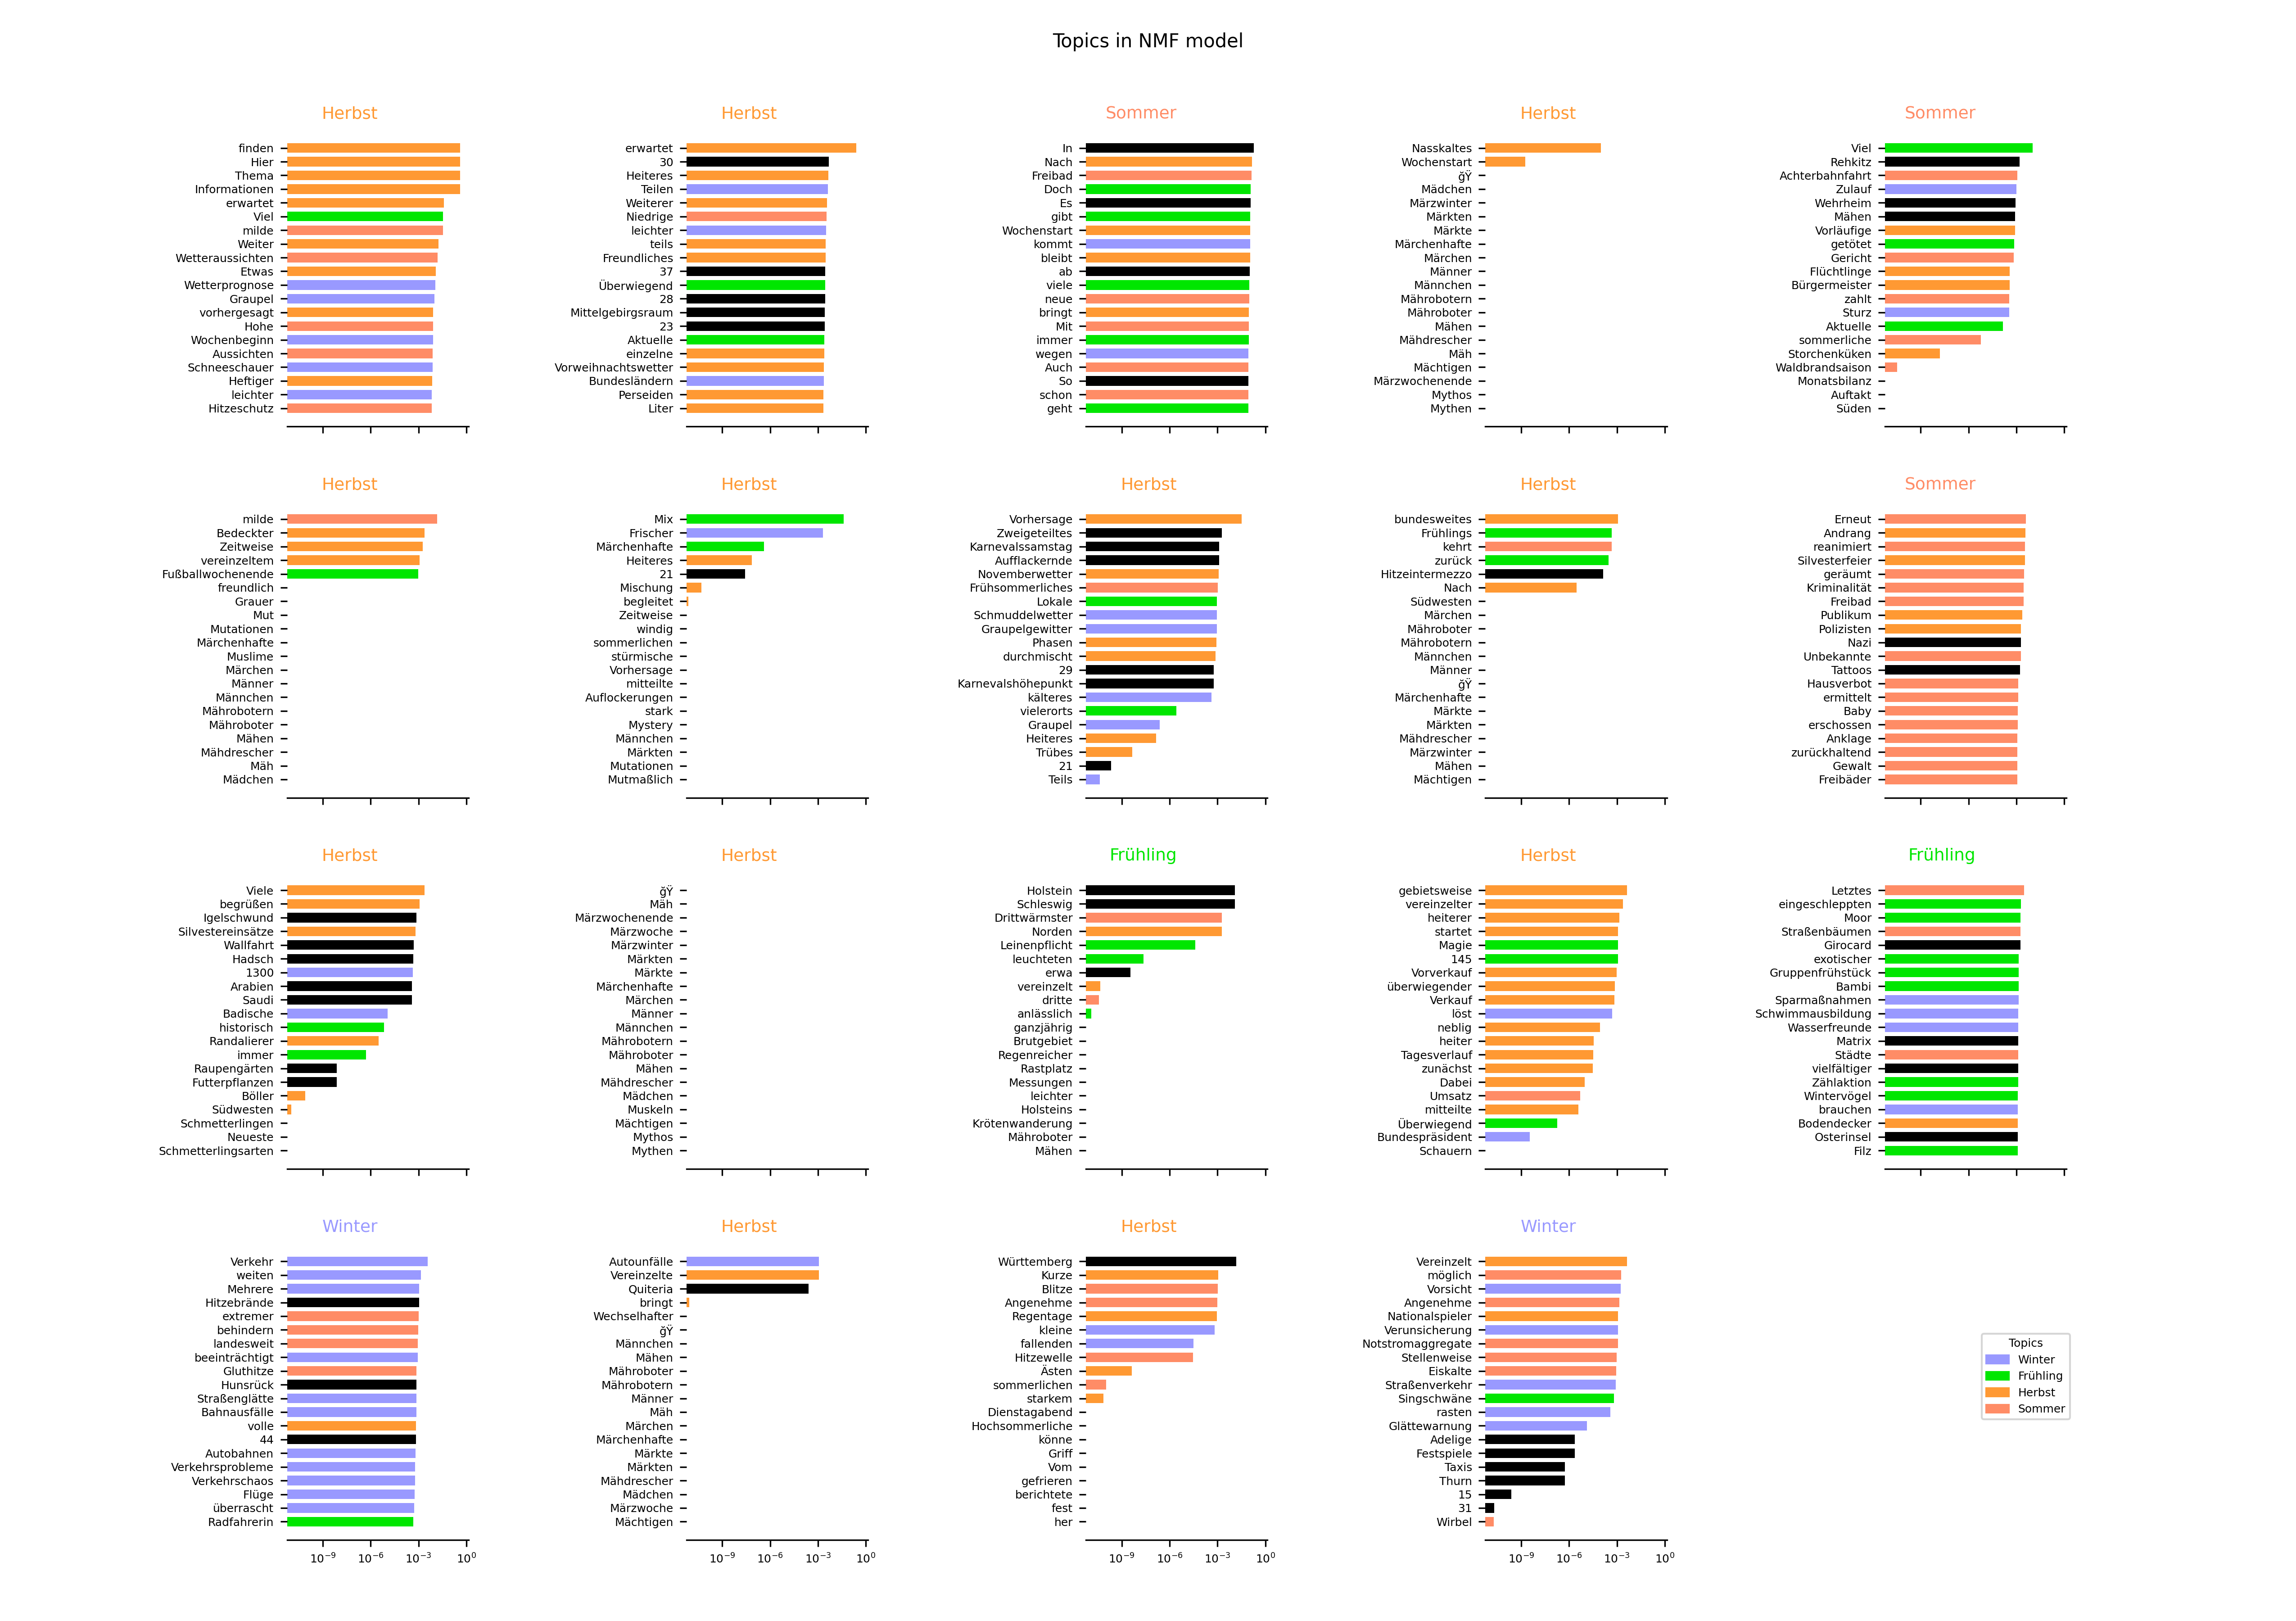 Topics in NMF model
Herbst
finden
Hier
Thema
Informationen
erwartet
Viel
milde
Weiter
Wetteraussichten
Etwas
Wetterprognose
Graupel
vorhergesagt
Hohe
Wochenbeginn
Aussichten
Schneeschauer
Heftiger
leichter
Hitzeschutz
Herbst
erwartet
30
Heiteres
Teilen
Weiterer
Niedrige
leichter
teils
Freundliches
37
Überwiegend
28
Mittelgebirgsraum
23
Aktuelle
einzelne
Vorweihnachtswetter
Bundesländern
Perseiden
Liter
Sommer
In
Nach
Freibad
Doch
Es
gibt
Wochenstart
kommt
bleibt
ab
viele
neue
bringt
Mit
immer
wegen
Auch
So
schon
geht
Herbst
Nasskaltes
Wochenstart
ğŸ
Mädchen
Märzwinter
Märkten
Märkte
Märchenhafte
Märchen
Männer
Männchen
Mährobotern
Mähroboter
Mähen
Mähdrescher
Mäh
Mächtigen
Märzwochenende
Mythos
Mythen
Sommer
Viel
Rehkitz
Achterbahnfahrt
Zulauf
Wehrheim
Mähen
Vorläufige
getötet
Gericht
Flüchtlinge
Bürgermeister
zahlt
Sturz
Aktuelle
sommerliche
Storchenküken
Waldbrandsaison
Monatsbilanz
Auftakt
Süden
Herbst
milde
Bedeckter
Zeitweise
vereinzeltem
Fußballwochenende
freundlich
Grauer
Mut
Mutationen
Märchenhafte
Muslime
Märchen
Männer
Männchen
Mährobotern
Mähroboter
Mähen
Mähdrescher
Mäh
Mädchen
Herbst
Mix
Frischer
Märchenhafte
Heiteres
21
Mischung
begleitet
Zeitweise
windig
sommerlichen
stürmische
Vorhersage
mitteilte
Auflockerungen
stark
Mystery
Männchen
Märkten
Mutationen
Mutmaßlich
Herbst
Vorhersage
Zweigeteiltes
Karnevalssamstag
Aufflackernde
Novemberwetter
Frühsommerliches
Lokale
Schmuddelwetter
Graupelgewitter
Phasen
durchmischt
29
Karnevalshöhepunkt
kälteres
vielerorts
Graupel
Heiteres
Trübes
21
Teils
Herbst
bundesweites
Frühlings
kehrt
zurück
Hitzeintermezzo
Nach
Südwesten
Märchen
Mähroboter
Mährobotern
Männchen
Männer
ğŸ
Märchenhafte
Märkte
Märkten
Mähdrescher
Märzwinter
Mähen
Mächtigen
Sommer
Erneut
Andrang
reanimiert
Silvesterfeier
geräumt
Kriminalität
Freibad
Publikum
Polizisten
Nazi
Unbekannte
Tattoos
Hausverbot
ermittelt
Baby
erschossen
Anklage
zurückhaltend
Gewalt
Freibäder
Herbst
Viele
begrüßen
Igelschwund
Silvestereinsätze
Wallfahrt
Hadsch
1300
Arabien
Saudi
Badische
historisch
Randalierer
immer
Raupengärten
Futterpflanzen
Böller
Südwesten
Schmetterlingen
Neueste
Schmetterlingsarten
Herbst
ğŸ
Mäh
Märzwochenende
Märzwoche
Märzwinter
Märkten
Märkte
Märchenhafte
Märchen
Männer
Männchen
Mährobotern
Mähroboter
Mähen
Mähdrescher
Mädchen
Muskeln
Mächtigen
Mythos
Mythen
Frühling
Holstein
Schleswig
Drittwärmster
Norden
Leinenpflicht
leuchteten
erwa
vereinzelt
dritte
anlässlich
ganzjährig
Brutgebiet
Regenreicher
Rastplatz
Messungen
leichter
Holsteins
Krötenwanderung
Mähroboter
Mähen
Herbst
gebietsweise
vereinzelter
heiterer
startet
Magie
145
Vorverkauf
überwiegender
Verkauf
löst
neblig
heiter
Tagesverlauf
zunächst
Dabei
Umsatz
mitteilte
Überwiegend
Bundespräsident
Schauern
Frühling
Letztes
eingeschleppten
Moor
Straßenbäumen
Girocard
exotischer
Gruppenfrühstück
Bambi
Sparmaßnahmen
Schwimmausbildung
Wasserfreunde
Matrix
Städte
vielfältiger
Zählaktion
Wintervögel
brauchen
Bodendecker
Osterinsel
Filz
Winter
Verkehr
weiten
Mehrere
Hitzebrände
extremer
behindern
landesweit
beeinträchtigt
Gluthitze
Hunsrück
Straßenglätte
Bahnausfälle
volle
44
Autobahnen
Verkehrsprobleme
Verkehrschaos
Flüge
überrascht
Radfahrerin
10⁻⁹ 10⁻⁶ 10⁻³ 10⁰
Herbst
Autounfälle
Vereinzelte
Quiteria
bringt
Wechselhafter
ğŸ
Männchen
Mähen
Mähroboter
Mährobotern
Männer
Mäh
Märchen
Märchenhafte
Märkte
Märkten
Mähdrescher
Mädchen
Märzwoche
Mächtigen
10⁻⁹ 10⁻⁶ 10⁻³ 10⁰
Herbst
Württemberg
Kurze
Blitze
Angenehme
Regentage
kleine
fallenden
Hitzewelle
Ästen
sommerlichen
starkem
Dienstagabend
Hochsommerliche
könne
Griff
Vom
gefrieren
berichtete
fest
her
10⁻⁹ 10⁻⁶ 10⁻³ 10⁰
Winter
Vereinzelt
möglich
Vorsicht
Angenehme
Nationalspieler
Verunsicherung
Notstromaggregate
Stellenweise
Eiskalte
Straßenverkehr
Singschwäne
rasten
Glättewarnung
Adelige
Festspiele
Taxis
Thurn
15
31
Wirbel
10⁻⁹ 10⁻⁶ 10⁻³ 10⁰
Topics
Winter
Frühling
Herbst
Sommer